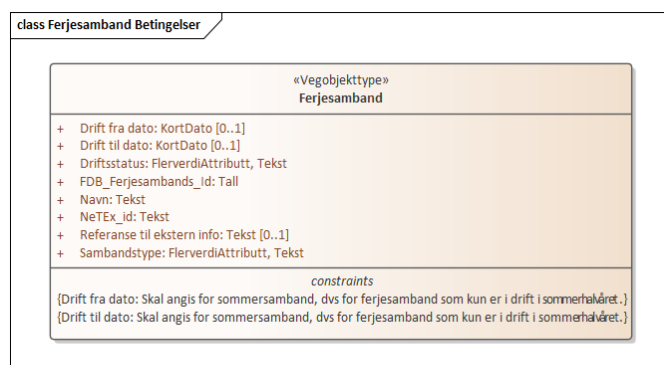 class Ferjesamband Betingelser
«Vegobjekttype»
Ferjesamband
+ Drift fra dato: KortDato [0..1]
+ Drift til dato: KortDato [0..1]
+ Driftsstatus: FlerverdiAttributt, Tekst
+ FDB_Ferjesambands_Id: Tall
+ Navn: Tekst
+ NeTEx_id: Tekst
+ Referanse til ekstern info: Tekst [0..1]
+ Sambandstype: FlerverdiAttributt, Tekst
constraints
{Drift fra dato: Skal angis for sommersamband, dvs for ferjesamband som kun er i drift i sommerhalvåret.}
{Drift til dato: Skal angis for sommersamband, dvs for ferjesamband som kun er i drift i sommerhalvåret.}